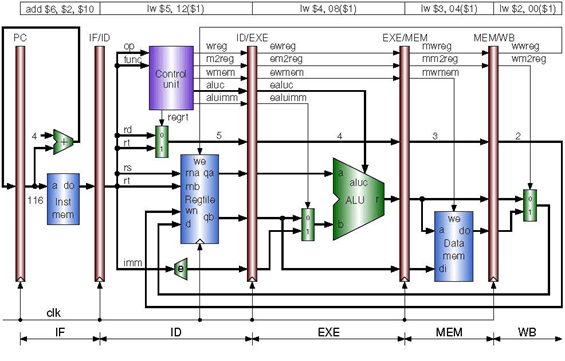 add $6, $2, $10
lw $5, 12($1)
lw $4, 08($1)
lw $3, 04($1)
lw $2, 00($1)
PC
IF/ID
ID/EXE
EXE/MEM
MEM/WB
op
func
Control
unit
wreg
m2reg
wmem
aluc
aluimm
ewreg
em2reg
ewmem
ealuc
ealuimm
mwreg
mm2reg
mwmem
wwreg
wm2reg
regrt
4
+
rd
rt
0
1
5
4
3
2
116
a do
Inst
mem
rs
rt
we
rna qa
rnb
Regfile
wn
qb
d
imm
e
0
1
a
aluc
ALU
r
b
we
a
do
Data
mem
di
0
1
clk
IF
ID
EXE
MEM
WB